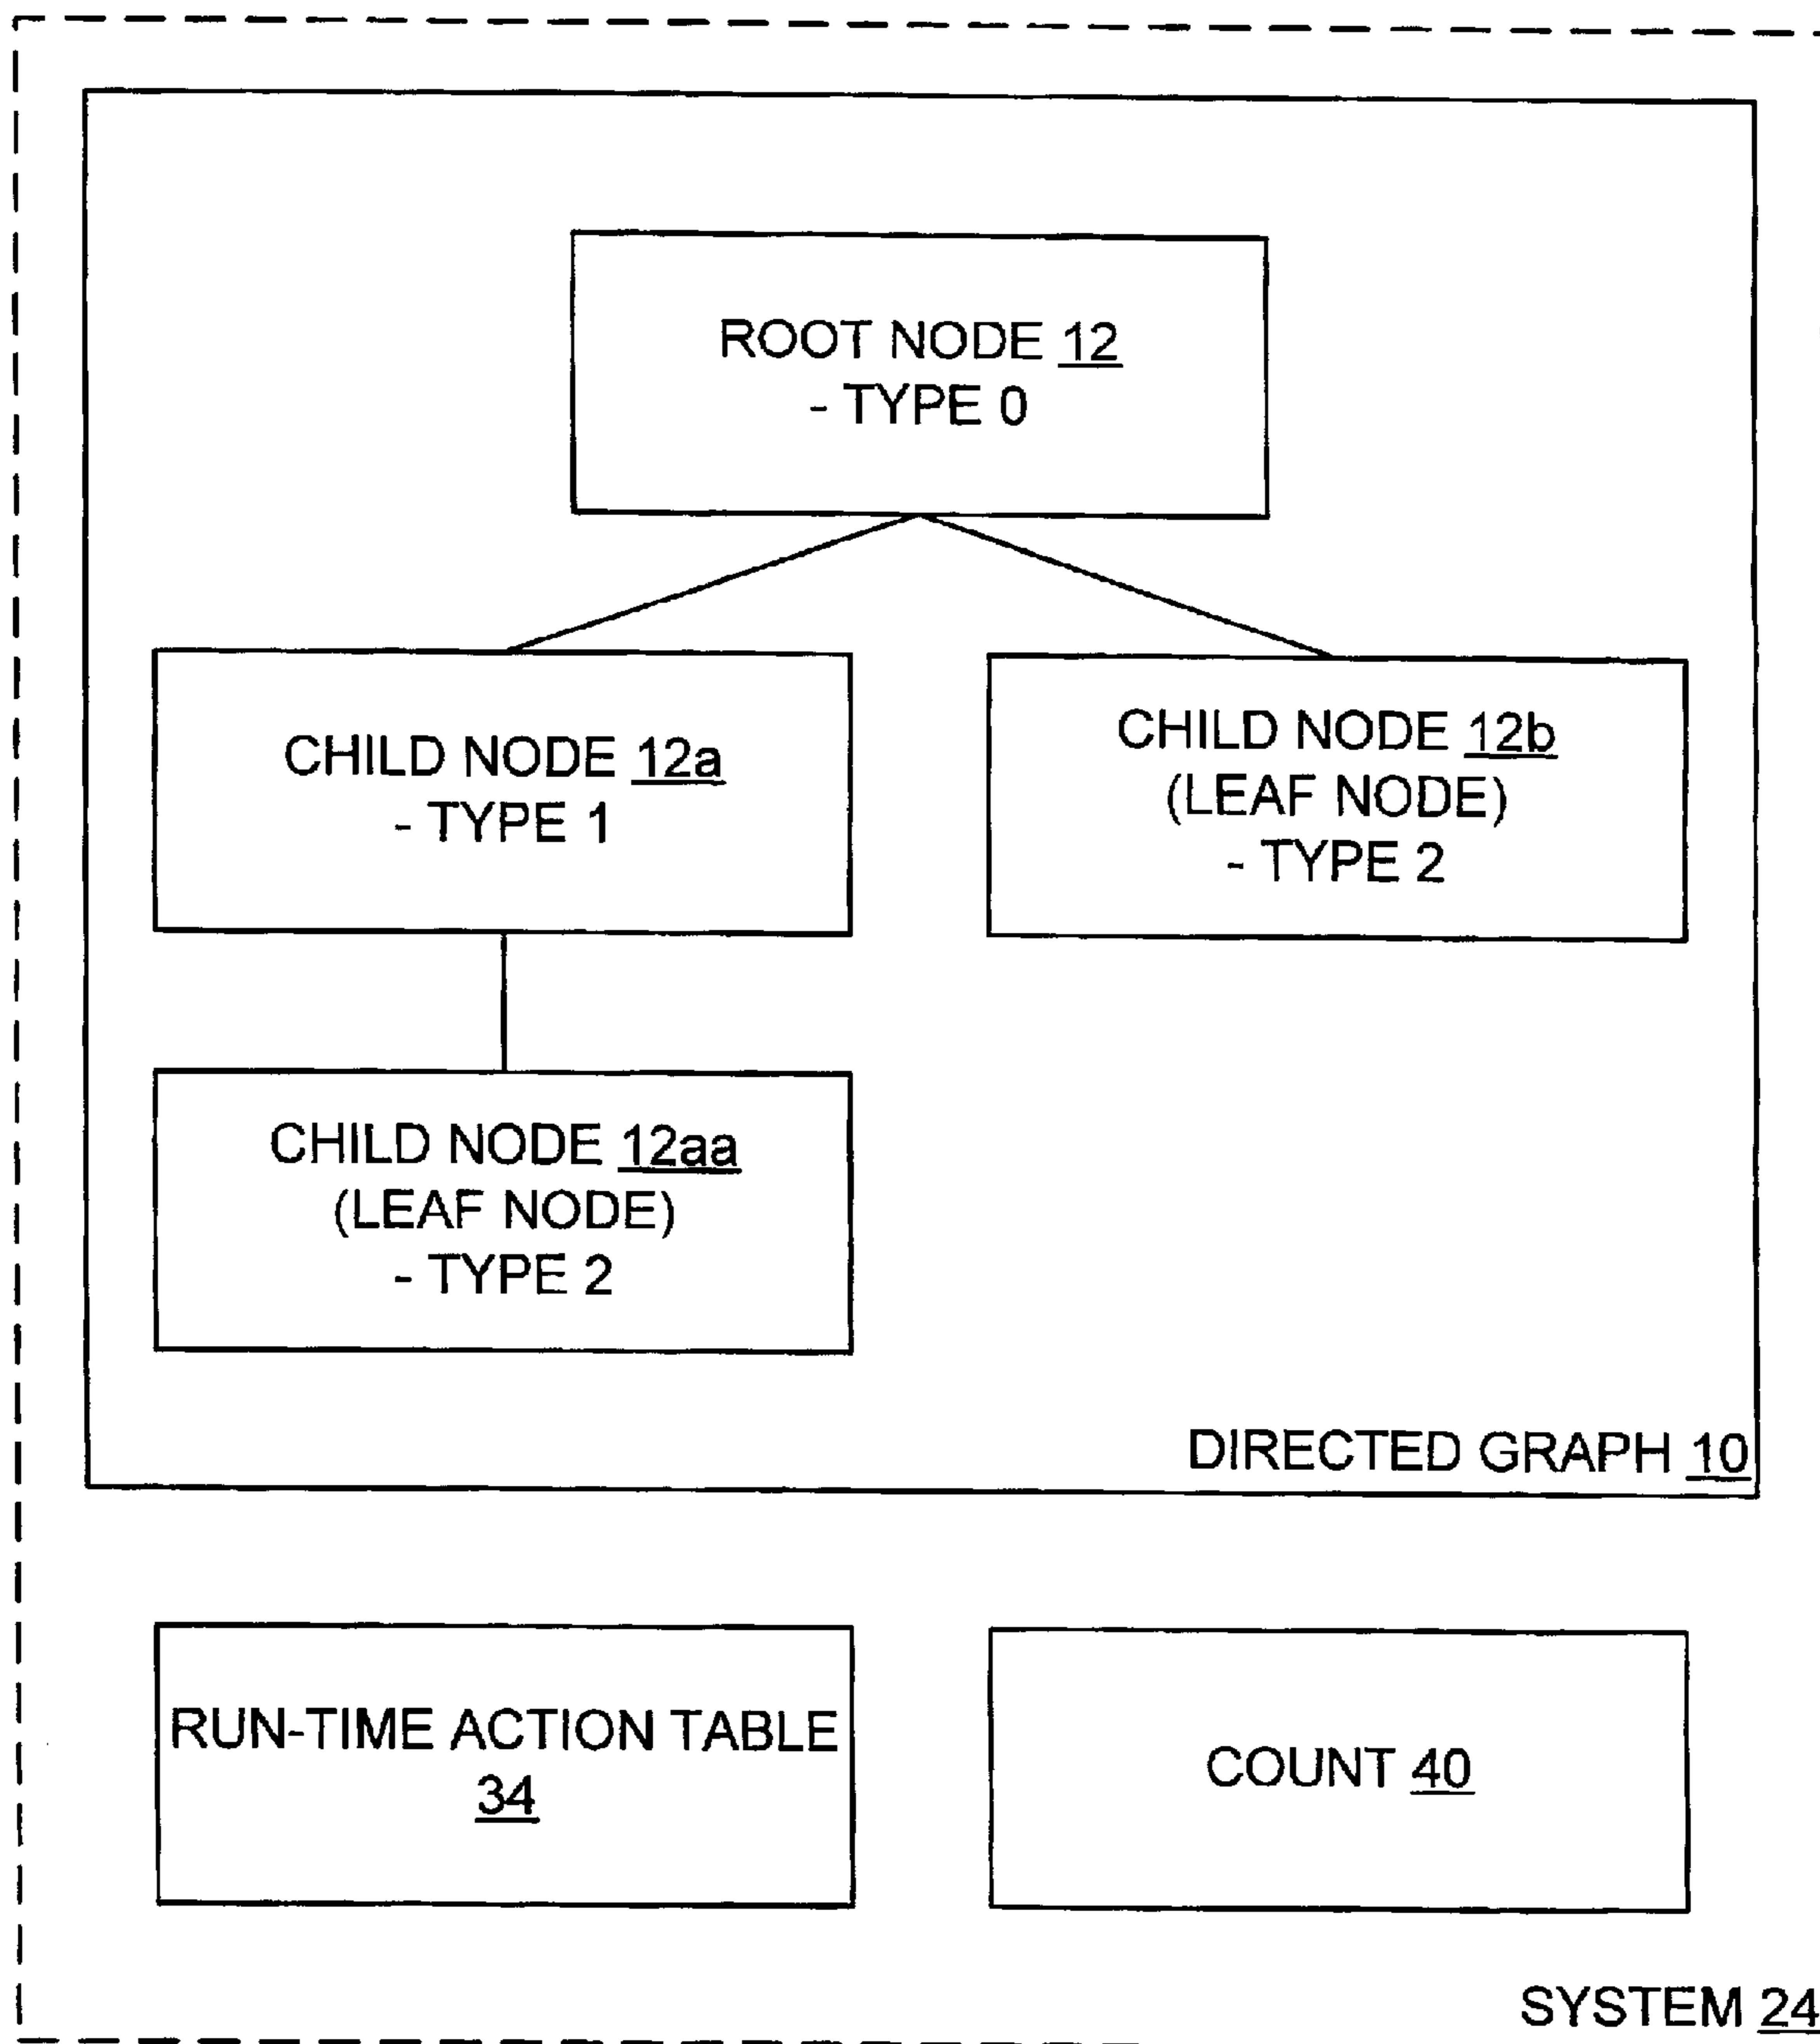 ROOT NODE 12
- TYPE 0
CHILD NODE 12a
- TYPE 1
CHILD NODE 12b
(LEAF NODE)
- TYPE 2
CHILD NODE 12aa
(LEAF NODE)
- TYPE 2
DIRECTED GRAPH 10
RUN-TIME ACTION TABLE
34
COUNT 40
SYSTEM 24